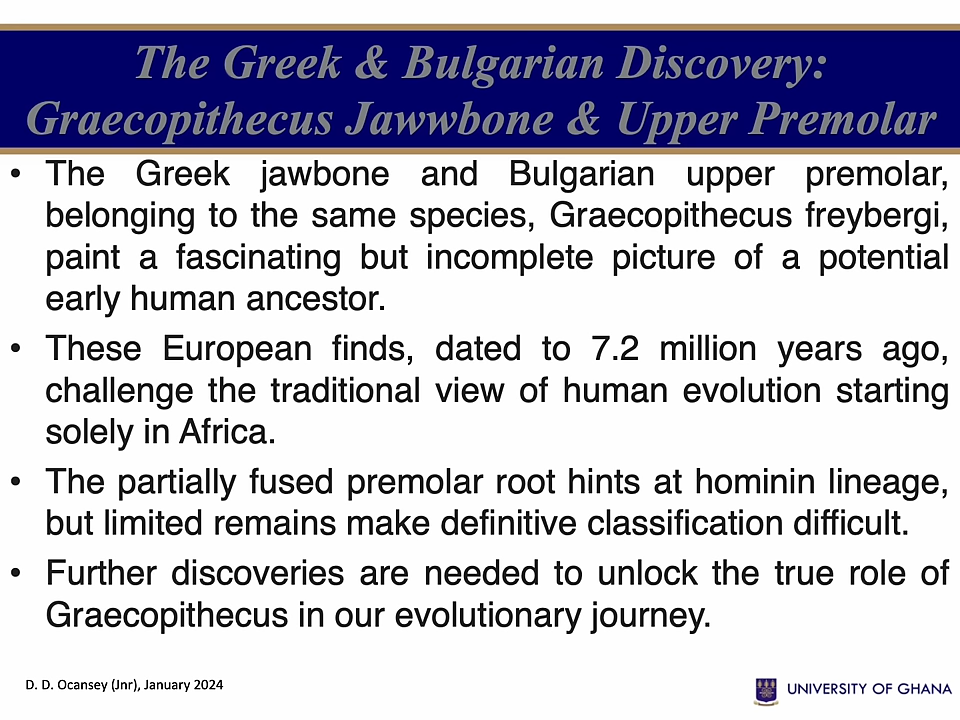 The Greek & Bulgarian Discovery:
Graecopithecus Jawwbone & Upper Premolar
• The Greek jawbone and Bulgarian upper premolar,
belonging to the same species, Graecopithecus freybergi,
paint a fascinating but incomplete picture of a potential
early human ancestor.
• These European finds, dated to 7.2 million years ago,
challenge the traditional view of human evolution starting
solely in Africa.
• The partially fused premolar root hints at hominin lineage,
but limited remains make definitive classification difficult.
• Further discoveries are needed to unlock the true role of
Graecopithecus in our evolutionary journey.
D. D. Ocansey (Jnr), January 2024
UNIVERSITY OF GHANA